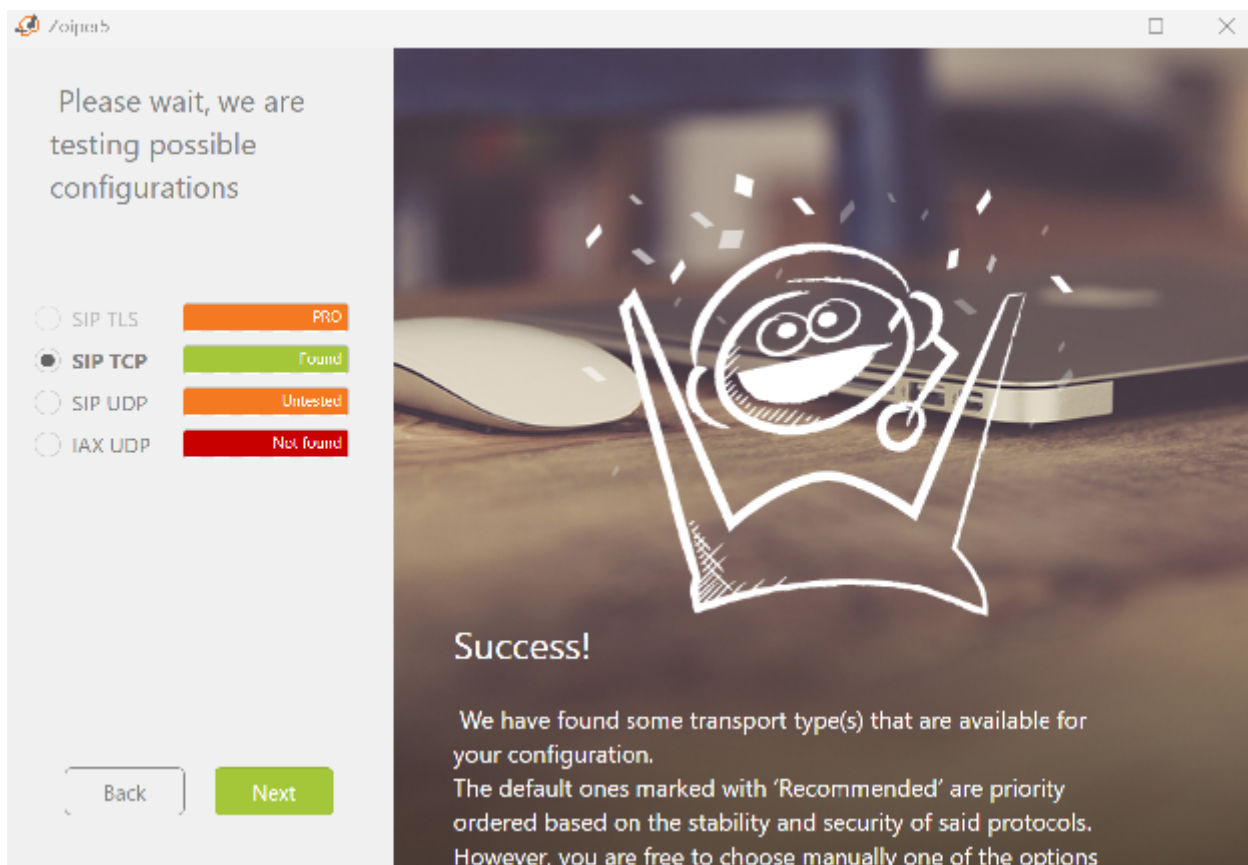 Zoiper5
Please wait, we are
testing possible
configurations
SIP TLS PRO
SIP TCP Found
SIP UDP Untested
IAX UDP Not found
Back Next
Success!
We have found some transport type(s) that are available for
your configuration.
The default ones marked with ‘Recommended’ are priority
ordered based on the stability and security of said protocols.
However, you are free to choose manually one of the options